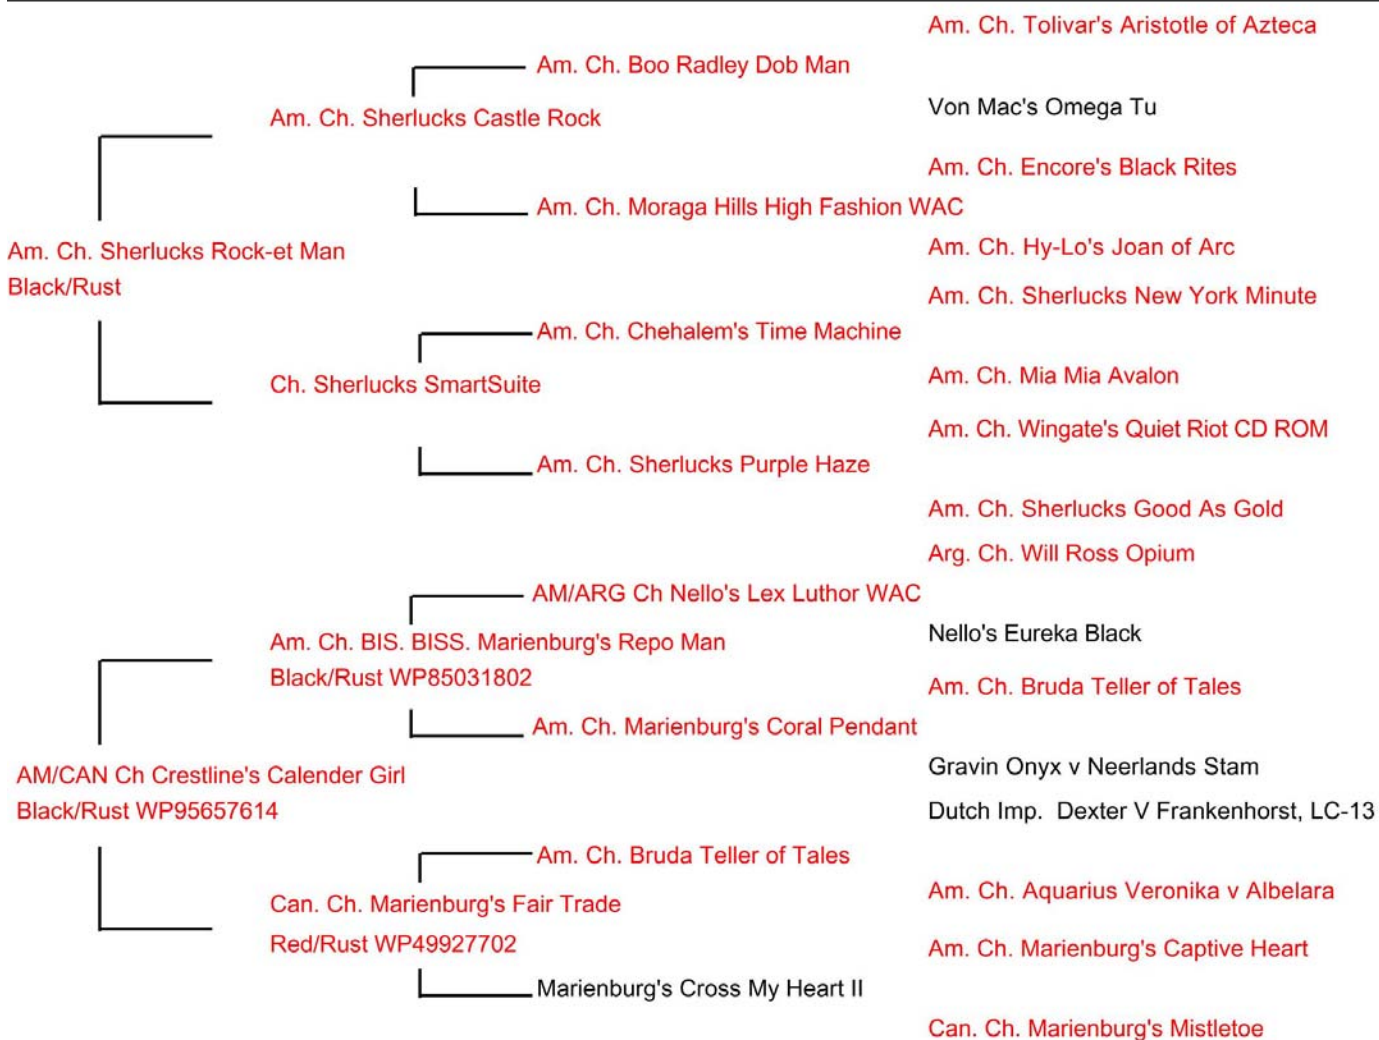 Am. Ch. Tolivar's Aristotle of Azteca
Am. Ch. Boo Radley Dob Man
Von Mac's Omega Tu
Am. Ch. Sherlucks Castle Rock
Am. Ch. Encore's Black Rites
Am. Ch. Moraga Hills High Fashion WAC
Am. Ch. Hy-Lo's Joan of Arc
Am. Ch. Sherlucks Rock-et Man
Black/Rust
Am. Ch. Sherlucks New York Minute
Am. Ch. Chehalem's Time Machine
Am. Ch. Mia Mia Avalon
Ch. Sherlucks SmartSuite
Am. Ch. Wingate's Quiet Riot CD ROM
Am. Ch. Sherlucks Purple Haze
Am. Ch. Sherlucks Good As Gold
Arg. Ch. Will Ross Opium
AM/ARG Ch Nello's Lex Luthor WAC
Nello's Eureka Black
Am. Ch. BIS. BISS. Marienburg's Repo Man
Black/Rust WP85031802
Am. Ch. Bruda Teller of Tales
Am. Ch. Marienburg's Coral Pendant
Gravin Onyx v Neerlands Stam
AM/CAN Ch Crestline's Calender Girl
Black/Rust WP95657614
Dutch Imp. Dexter V Frankenhorst, LC-13
Am. Ch. Bruda Teller of Tales
Am. Ch. Aquarius Veronika v Albelara
Can. Ch. Marienburg's Fair Trade
Red/Rust WP49927702
Am. Ch. Marienburg's Captive Heart
Marienburg's Cross My Heart II
Can. Ch. Marienburg's Mistletoe